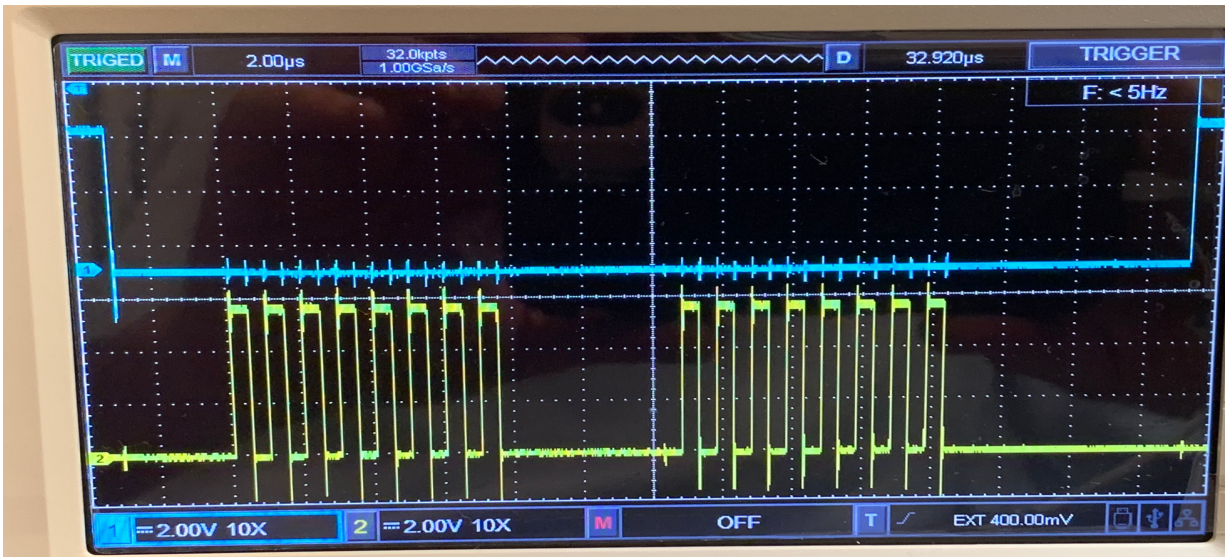 TRIGED M 2.00μs 32.0kpts D 32.920μs TRIGGER
1.00GSa/s
F: < 5Hz
T
1
2
1 2.00V 10X 2 2.00V 10X M OFF T EXT 400.00mV